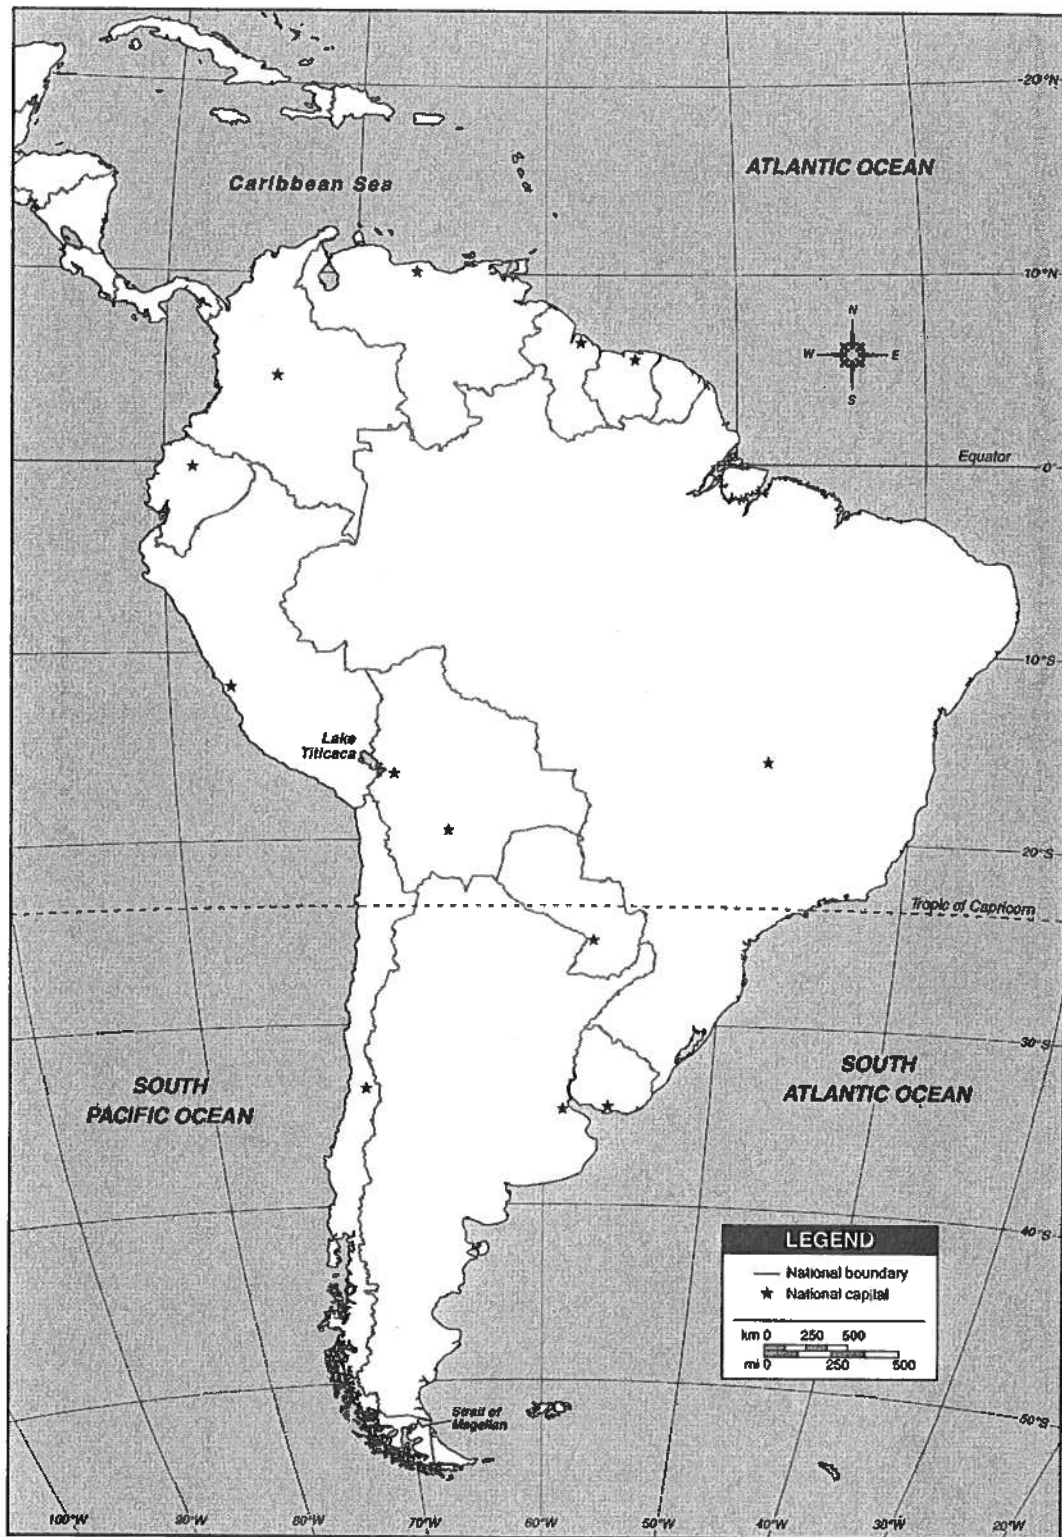 -20°N
ATLANTIC OCEAN
Caribbean Sea
10°N
N
W
E
S
Equator
0°
10°S
Lake
Titicaca
20°S
Tropic of Capricorn
30°S
SOUTH
PACIFIC OCEAN
SOUTH
ATLANTIC OCEAN
LEGEND
National boundary
National capital
km 0 250 500
mi 0 250 500
40°S
Strait of
Magellan
50°S
100°W 90°W 80°W 70°W 60°W 50°W 40°W 30°W 20°W